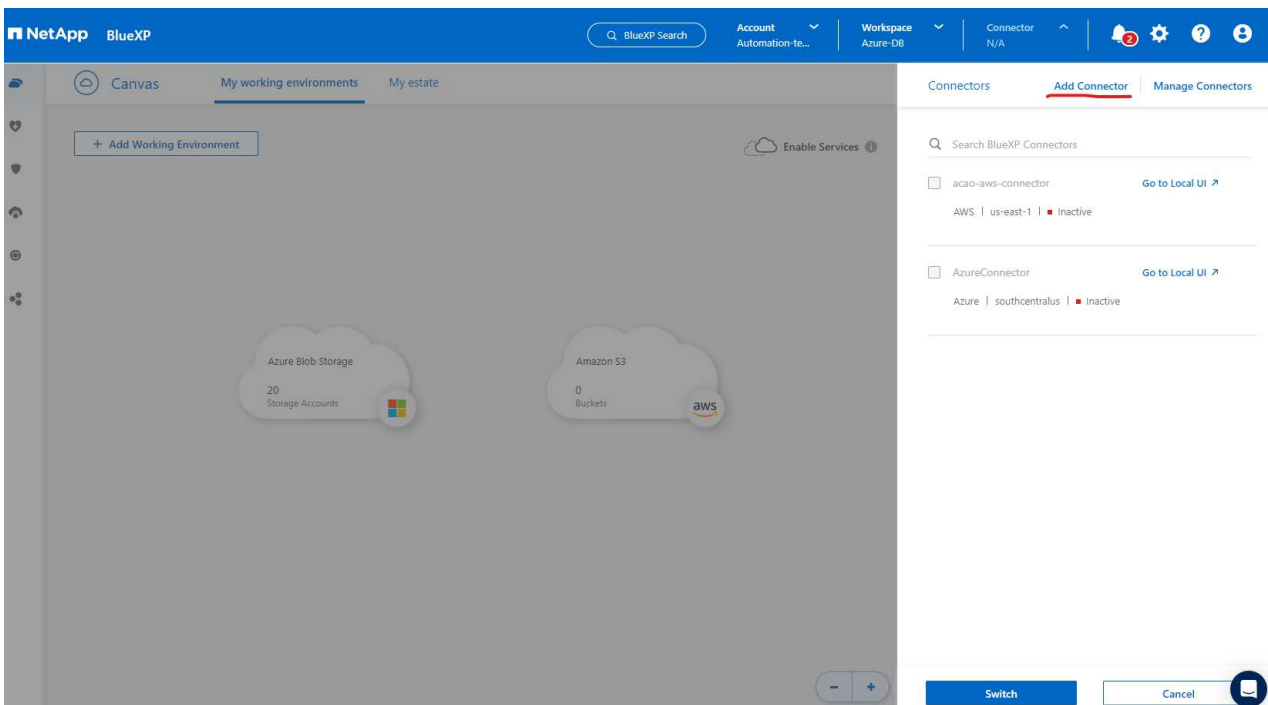 NetApp BlueXP
BlueXP Search
Account
Automation-te...
Workspace
Azure-DB
Connector
N/A
2
Canvas
My working environments
My estate
+ Add Working Environment
Enable Services
Connectors
Add Connector
Manage Connectors
Search BlueXP Connectors
acao-aws-connector
Go to Local UI
AWS | us-east-1 | Inactive
AzureConnector
Go to Local UI
Azure | southcentralus | Inactive
Azure Blob Storage
20
Storage Accounts
Amazon S3
0
Buckets
aws
- +
Switch
Cancel